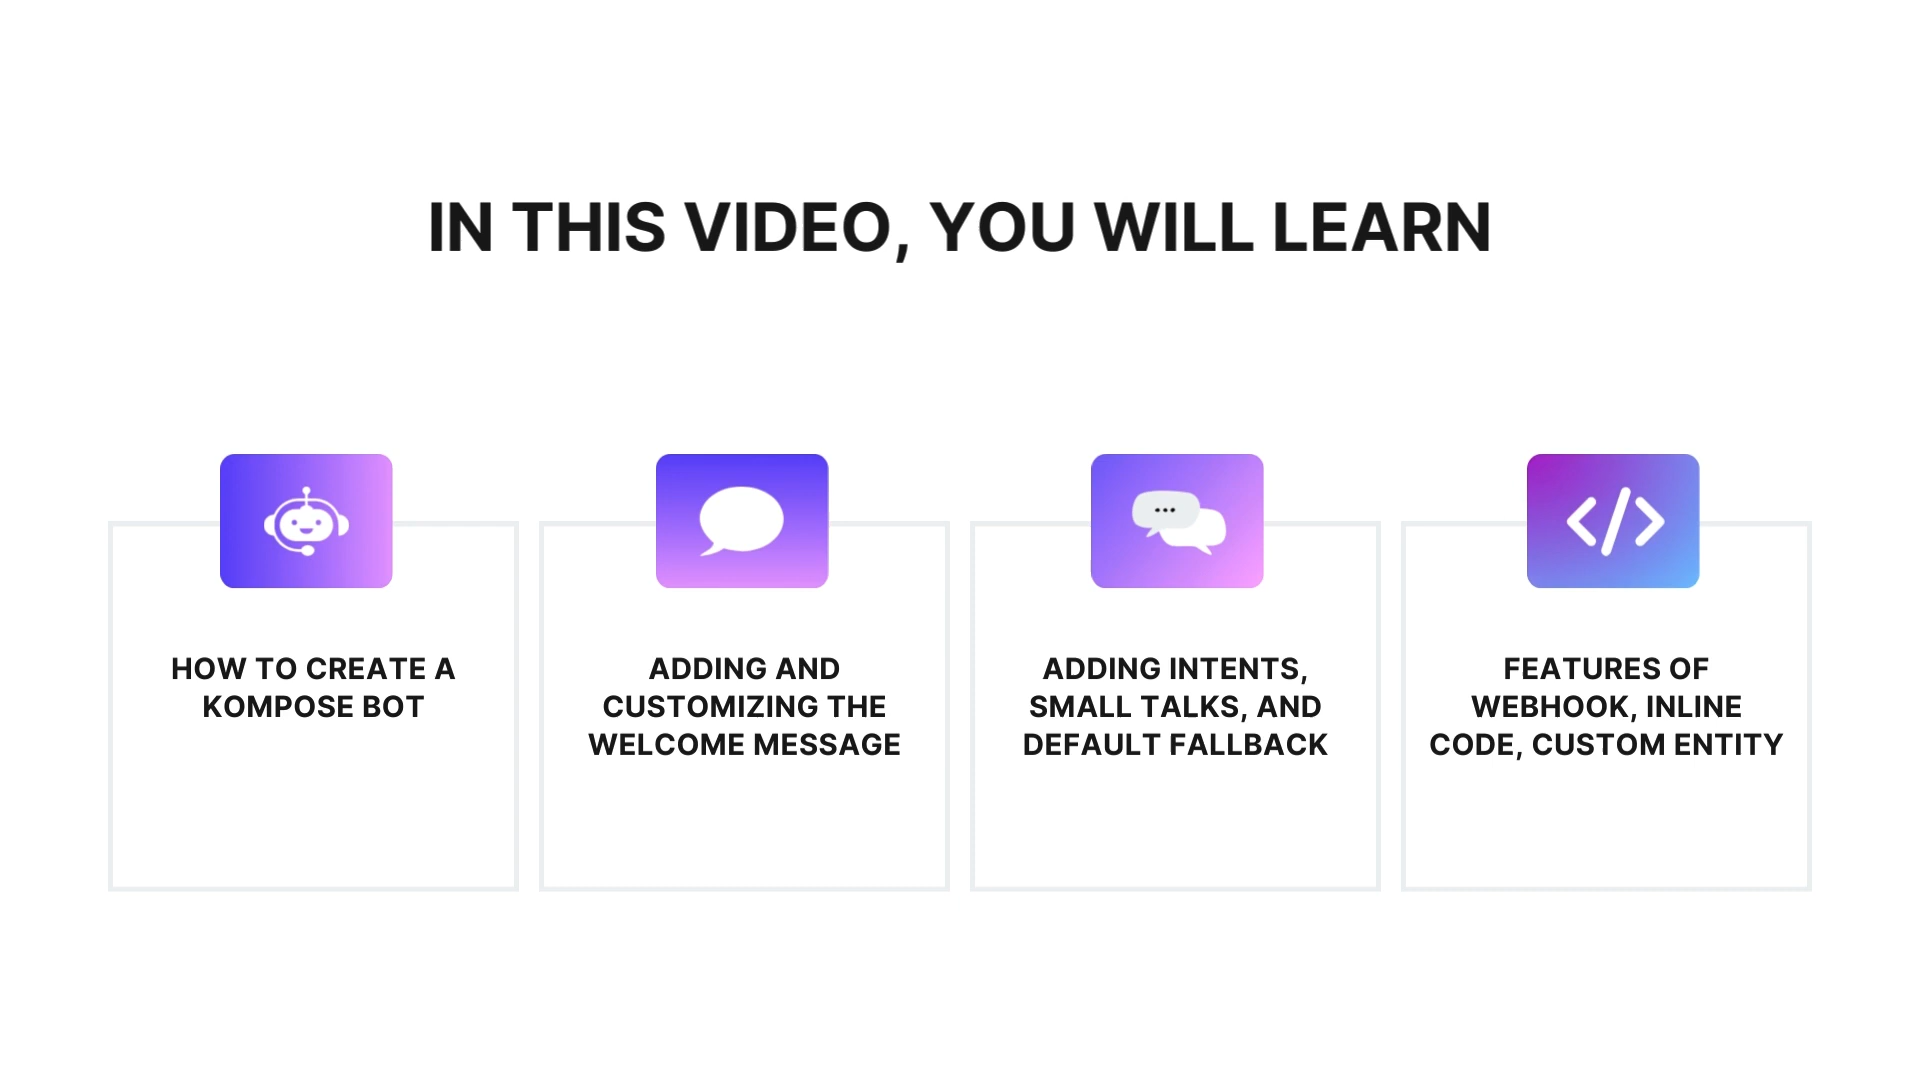 IN THIS VIDEO, YOU WILL LEARN
HOW TO CREATE A
KOMPOSE BOT
ADDING AND
CUSTOMIZING THE
WELCOME MESSAGE
ADDING INTENTS,
SMALL TALKS, AND
DEFAULT FALLBACK
FEATURES OF
WEBHOOK, INLINE
CODE, CUSTOM ENTITY